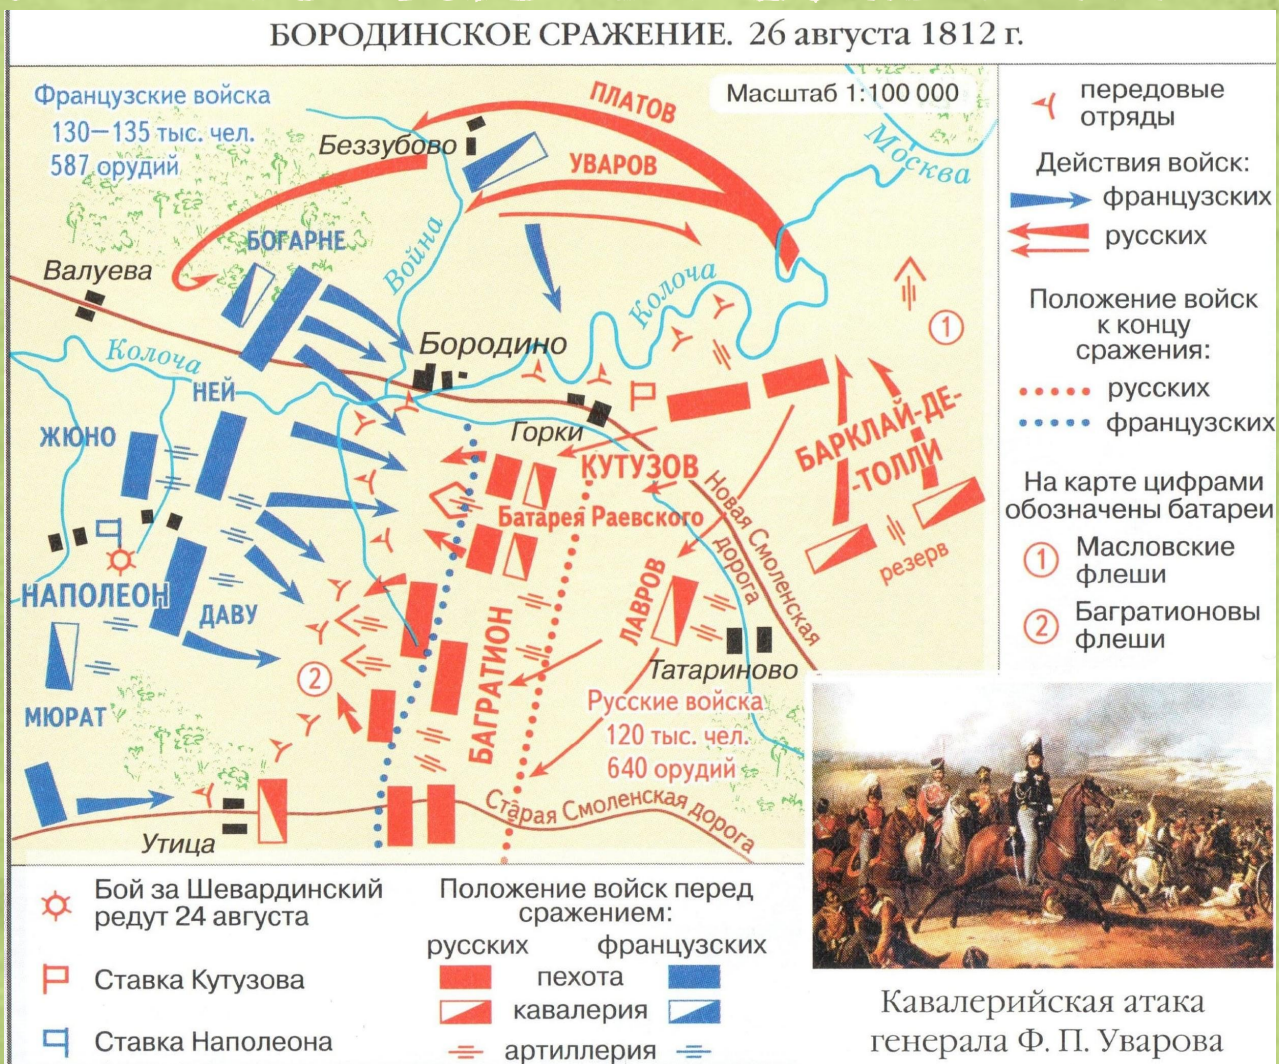 БОРОДИНСКОЕ СРАЖЕНИЕ. 26 августа 1812 г.
Французские войска
130–135 тыс. чел.
587 орудий
Масштаб 1:100 000
ПЛАТОВ
Беззубово
УВАРОВ
Москва
БОГАРНЕ
Война
Валуева
Колоча
Колоча
Бородино
1
НЕЙ
ЖЮНО
Горки
КУТУЗОВ
БАРКЛАЙ-ДЕ-
-ТОЛЛИ
Батарея Раевского
Новая Смоленская
дорога
резерв
НАПОЛЕОН
ДАВУ
ЛАВРОВ
БАГРАТИОН
2
Татариново
МЮРАТ
Русские войска
120 тыс. чел.
640 орудий
Старая Смоленская дорога
Утица
передовые
отряды
Действия войск:
французских
русских
Положение войск
к концу
сражения:
русских
французских
На карте цифрами
обозначены батареи
1 Масловские
флеши
2 Багратионовы
флеши
Бой за Шевардинский
редут 24 августа
Ставка Кутузова
Ставка Наполеона
Положение войск перед
сражением:
русских французских
пехота
кавалерия
артиллерия
Кавалерийская атака
генерала Ф. П. Уварова